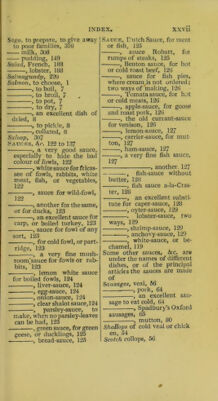 INDEX. xxvii
Sago, to prepare, to give away
to poor families, 309
—— milk, 306
—— pudding, 149
Salad, French, 188
——, lobster, 188
Salmagundy, 209
Salmon, to choose, 1
——, to boil, 7
——, to broil, 7
——, to pot, 7
——, to dry, 7
——, an excellent dish of
dried, 8
——, to pickle, 8
——, collared, 8
Saloop, 307
SAUCES, &c. 122 to 127
——, a very good sauce,
especially to hide the bad
colour of fowls, 122
——, white sauce for fricas-
see of fowls, rabbits, white
meat, fish, or vegetables,
122
——, sauce for wild-fowl,
122
——, another for the same,
or for ducks, 123
——, an excellent sauce for
carp, or boiled turkey, 123
——, sauce for fowl of any
sort, 123
——, for cold fowl, or part-
ridge, 123
——, a very fine mush-
room sauce for fowls or rab-
bits, 123
——, lemon white sauce
for boiled fowls, 124
——, liver-sauce, 124
——, egg-sauce, 124
——, onion-sauce, 124
——, clear shalot sauce, 124
——, parsley-sauce, to
make, when no parsley-leaves
can be had, 125
——, green sauce, for green
geese, or ducklings, 125
——, bread-sauce, 125
SAUCE, Dutch Sauce, for meat
or fish, 125
——, sauce Robart, for
rumps of steaks, 125
——, Benton sauce, for hot
or cold roast beef, 125
——, sauce for fish pies,
where cream is not ordered;
two ways of making, 126
——, Tomata sauce, for hot
or cold meats, 126
——, apple-sauce, for goose
and roast pork, 126
——, the old currant-sauce
for venison, 126
——, lemon-sauce, 127
——, carrier-sauce, for mut-
ton, 127
——, ham-sauce, 127
——, a very fine fish sauce,
127
——, another, 127
——, fish-sauce without
butter, 128
——, fish sauce a-la-Cras-
ter, 128
——, an excellent substi-
tute for caper-sauce, 128
——, oyter-sauce, 129
——, lobster-sauce, two
ways, 129
——, shrimp-sauce, 129
——, anchovy-sauce, 129
——, white-sauce, or be-
chamel, 119
Some other sauces, &c. are
under the names of different
dishes, or of the principal
articles the sauces are made
of
Sausages, veal, 56
——, pork, 64
——, an excellent sau-
sage to eat cold, 64
——, Spadbury's Oxford
sausages, 65
——, mutton, 80
Shallops of cold veal or chick
en, 54
Scotch collops, 56